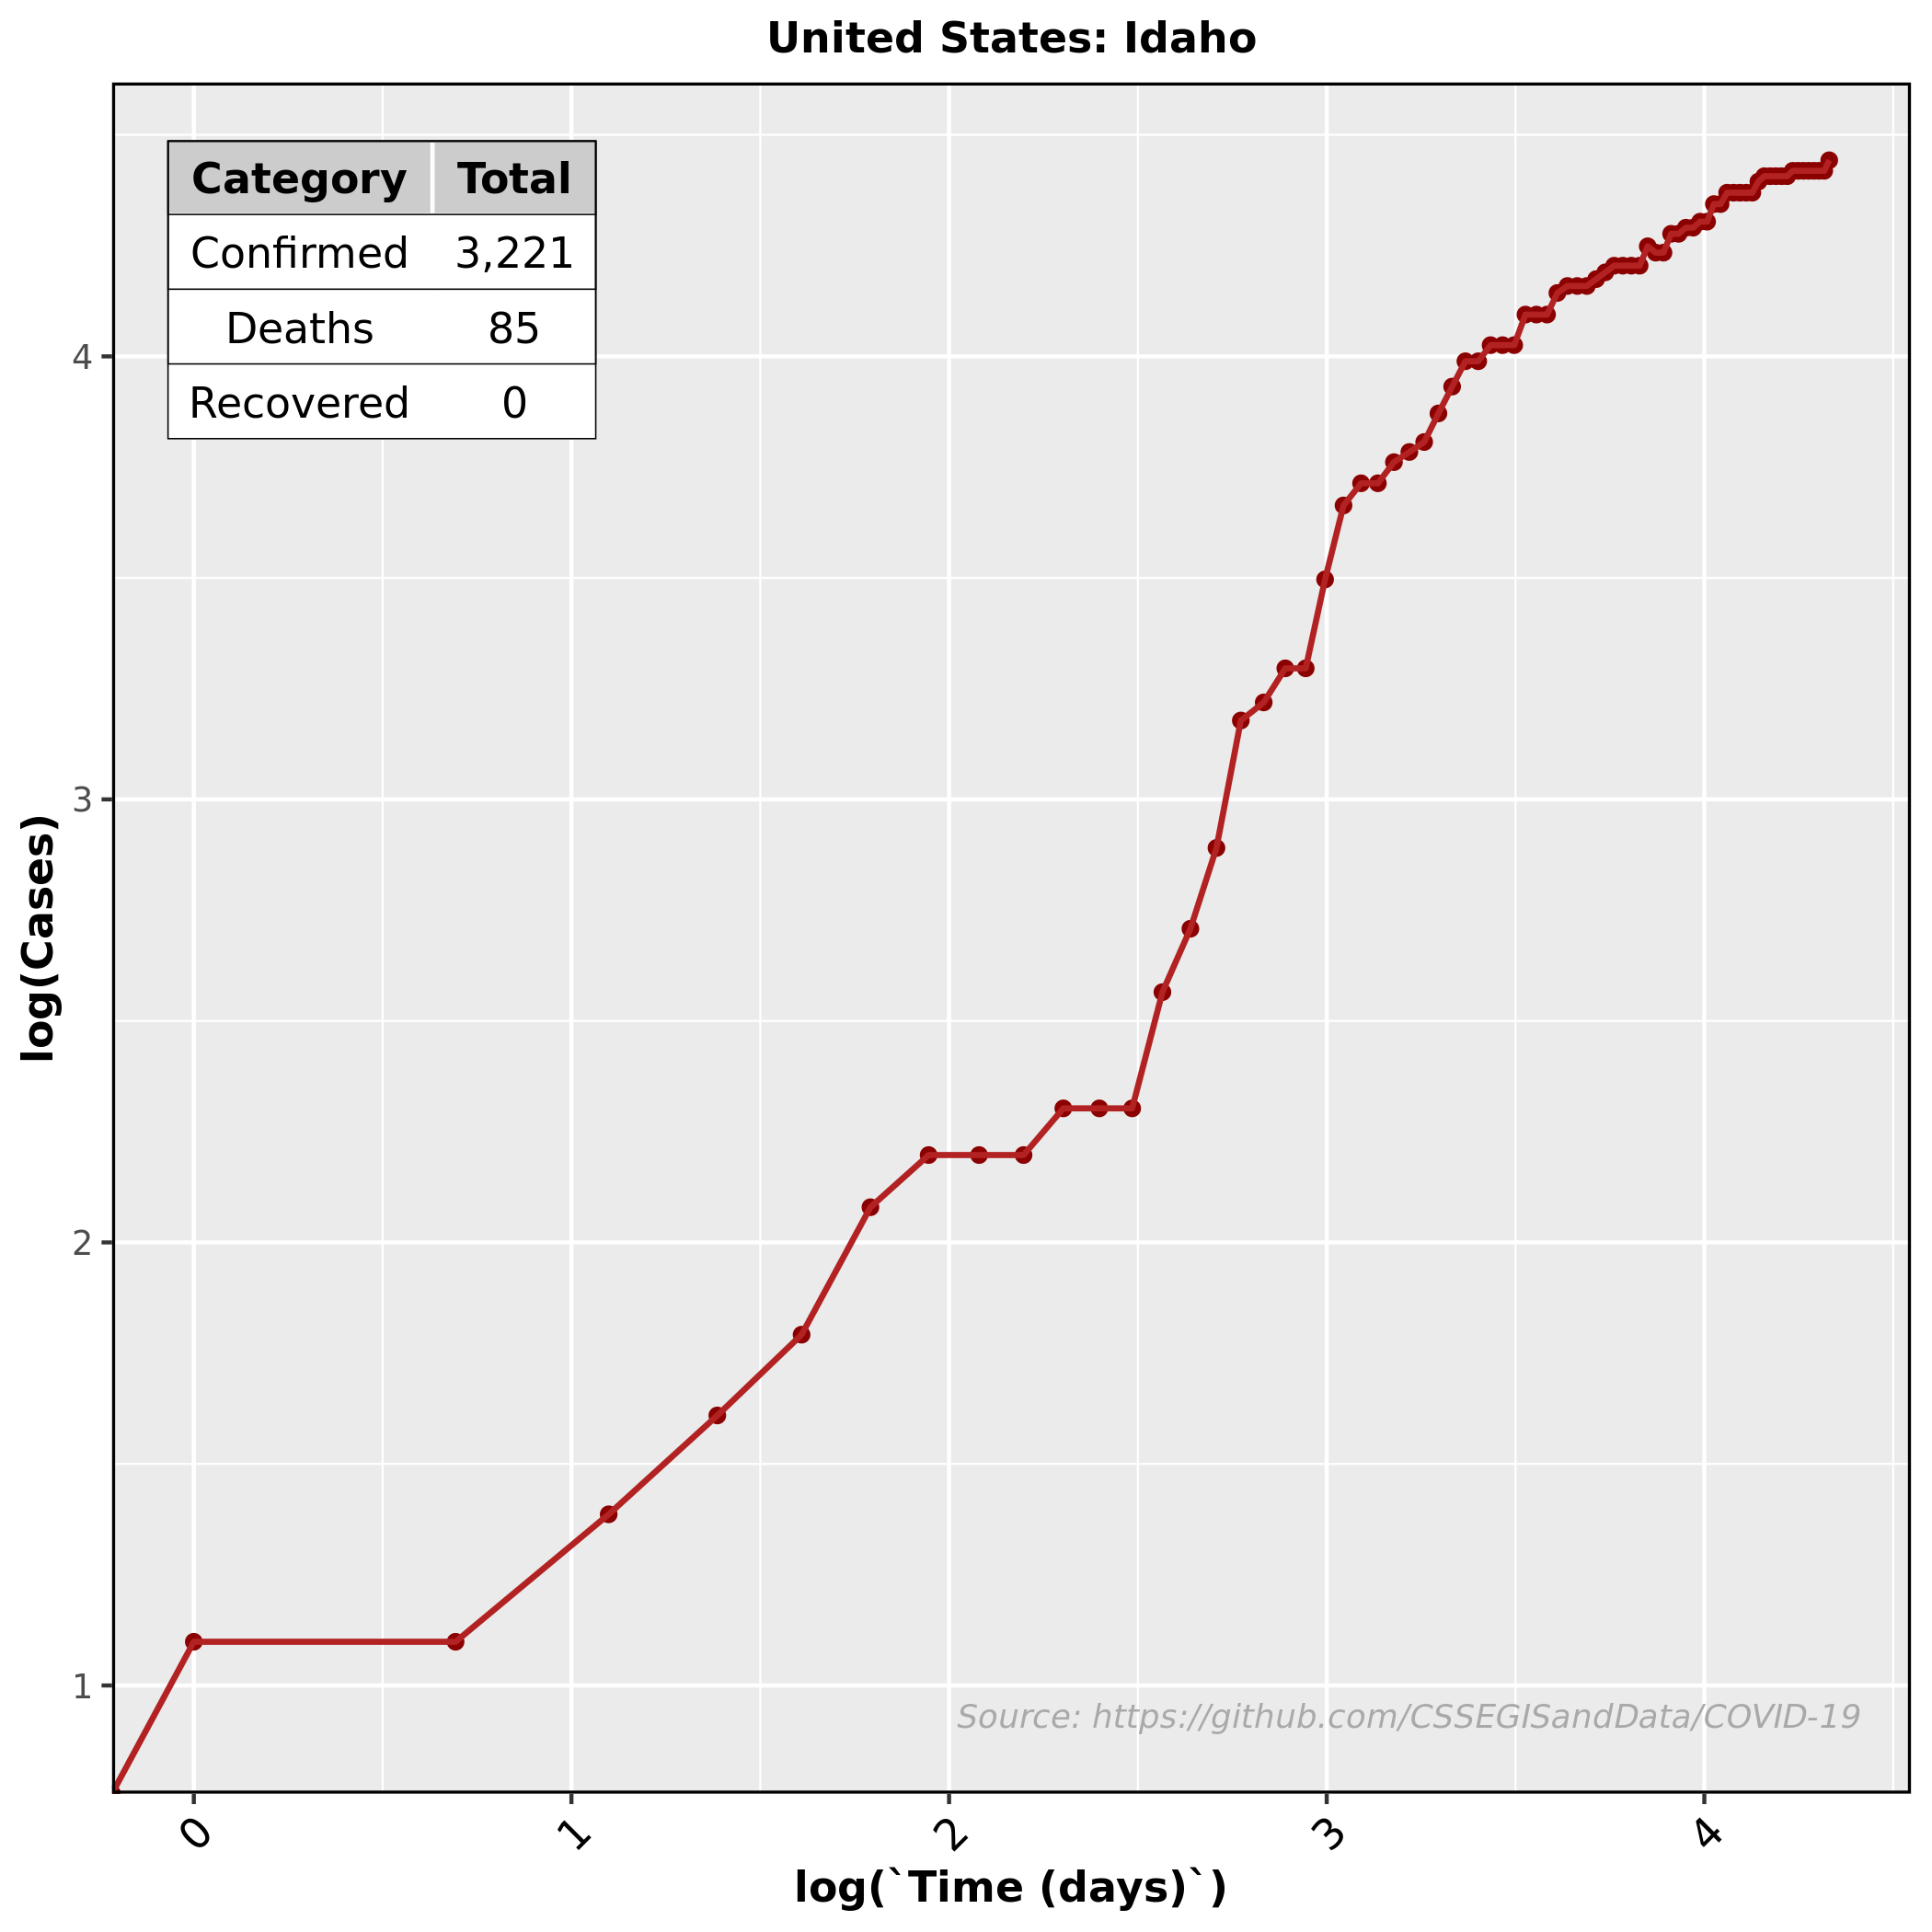 United States: Idaho
Category Total
Confirmed 3,221
Deaths 85
Recovered 0
4
3
2
1
log(Cases)
Source: https://github.com/CSSEGISandData/COVID-19
0 1 2 3 4
log(`Time (days)`)